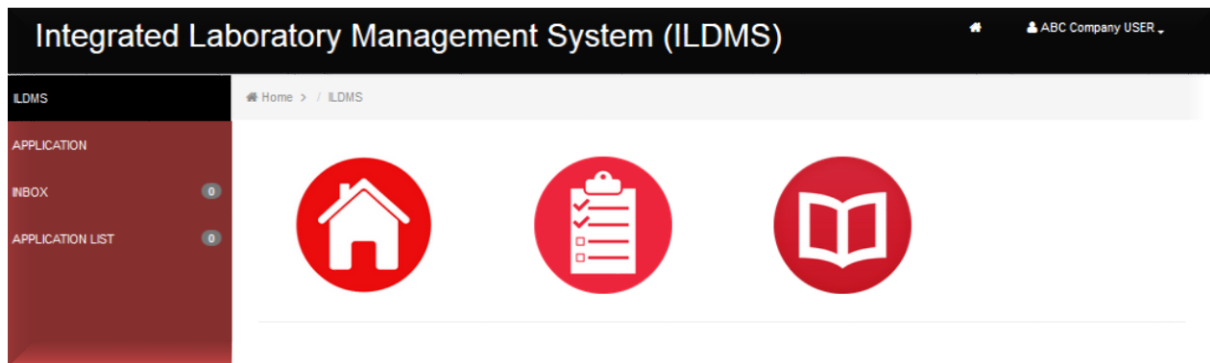 Integrated Laboratory Management System (ILDMS)
ABC Company USER
ILDMS
Home > / ILDMS
APPLICATION
INBOX 0
APPLICATION LIST 0